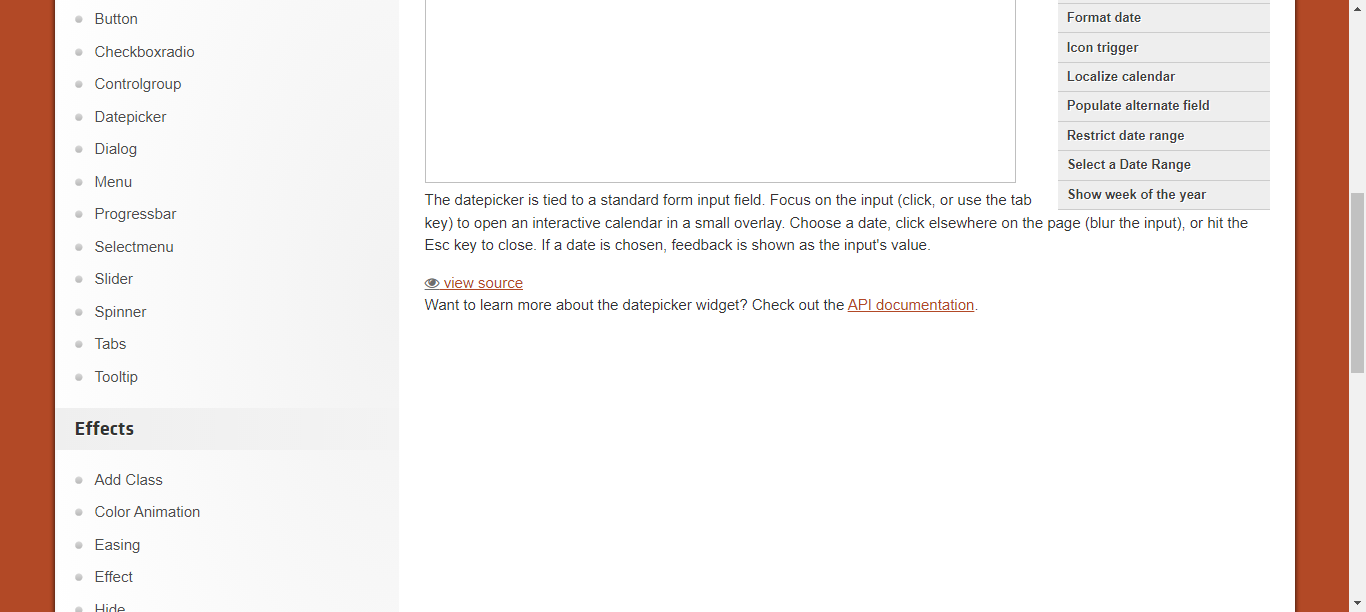 Button
Checkboxradio
Controlgroup
Datepicker
Dialog
Menu
Progressbar
Selectmenu
Slider
Spinner
Tabs
Tooltip
Effects
Add Class
Color Animation
Easing
Effect
Hide
The datepicker is tied to a standard form input field. Focus on the input (click, or use the tab
key) to open an interactive calendar in a small overlay. Choose a date, click elsewhere on the page (blur the input), or hit the
Esc key to close. If a date is chosen, feedback is shown as the input's value.
view source
Want to learn more about the datepicker widget? Check out the API documentation.
Format date
Icon trigger
Localize calendar
Populate alternate field
Restrict date range
Select a Date Range
Show week of the year